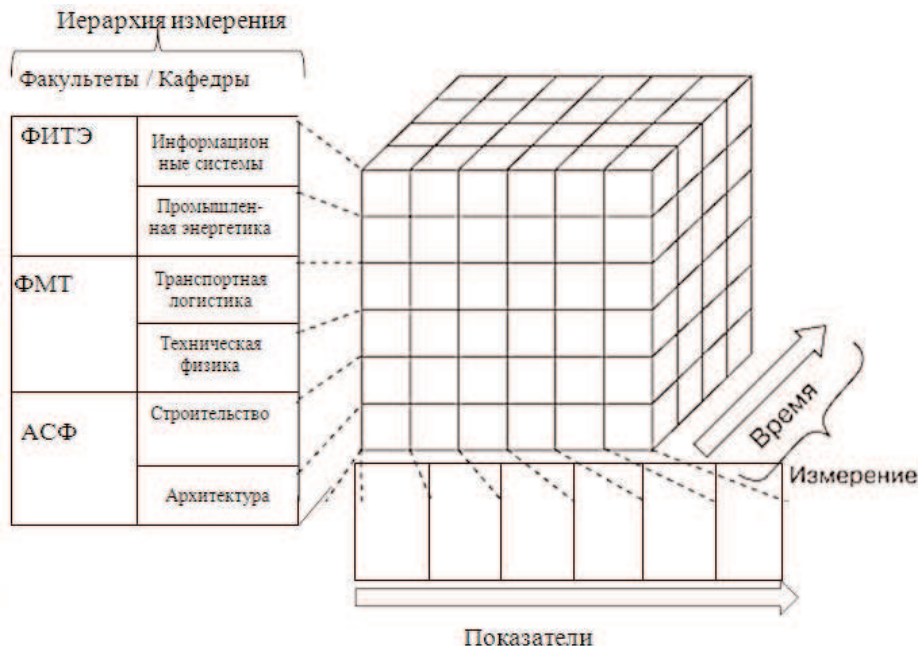 Иерархия измерения
Факультеты / Кафедры
ФИТЭ
Информацион
ные системы
Промышлен-
ная энергетика
ФМТ
Транспортная
логистика
Техническая
физика
АСФ
Строительство
Архитектура
Время
Измерение
Показатели